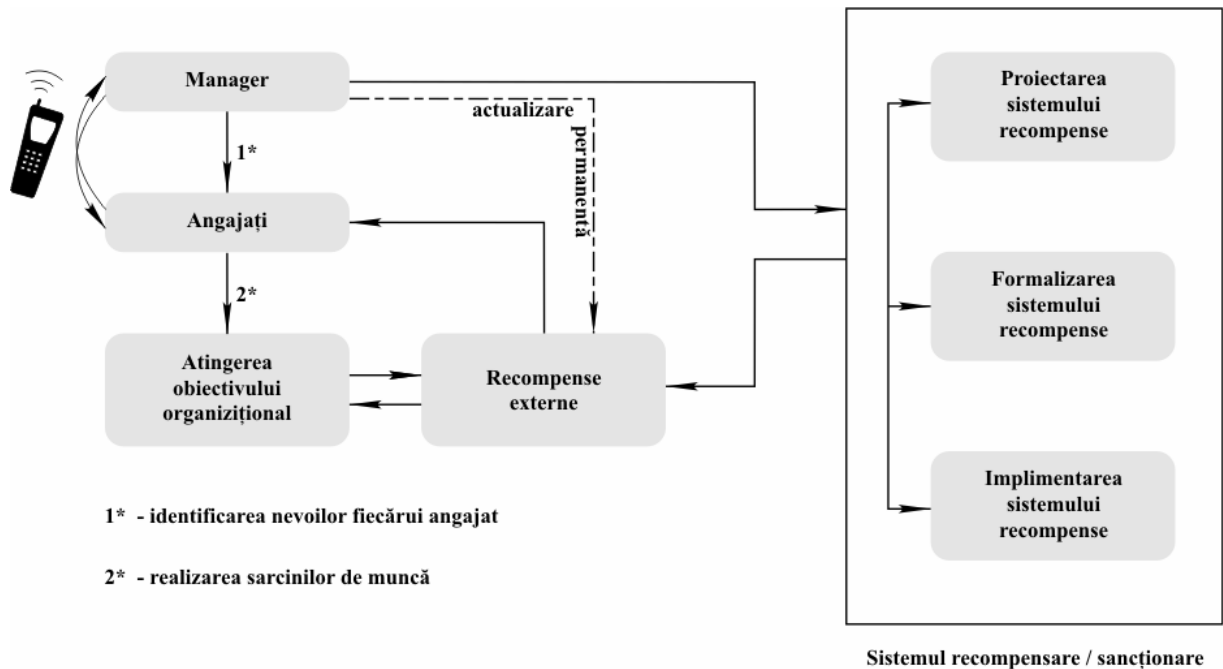 Manager
actualizare
permanentă
1*
Angajați
2*
Atingerea
obiectivului
organizițional
Recompense
externe
Proiectarea
sistemului
recompense
Formalizarea
sistemului
recompense
Implimentarea
sistemului
recompense
1* - identificarea nevoilor fiecărui angajat
2* - realizarea sarcinilor de muncă
Sistemul recompensare / sancționare